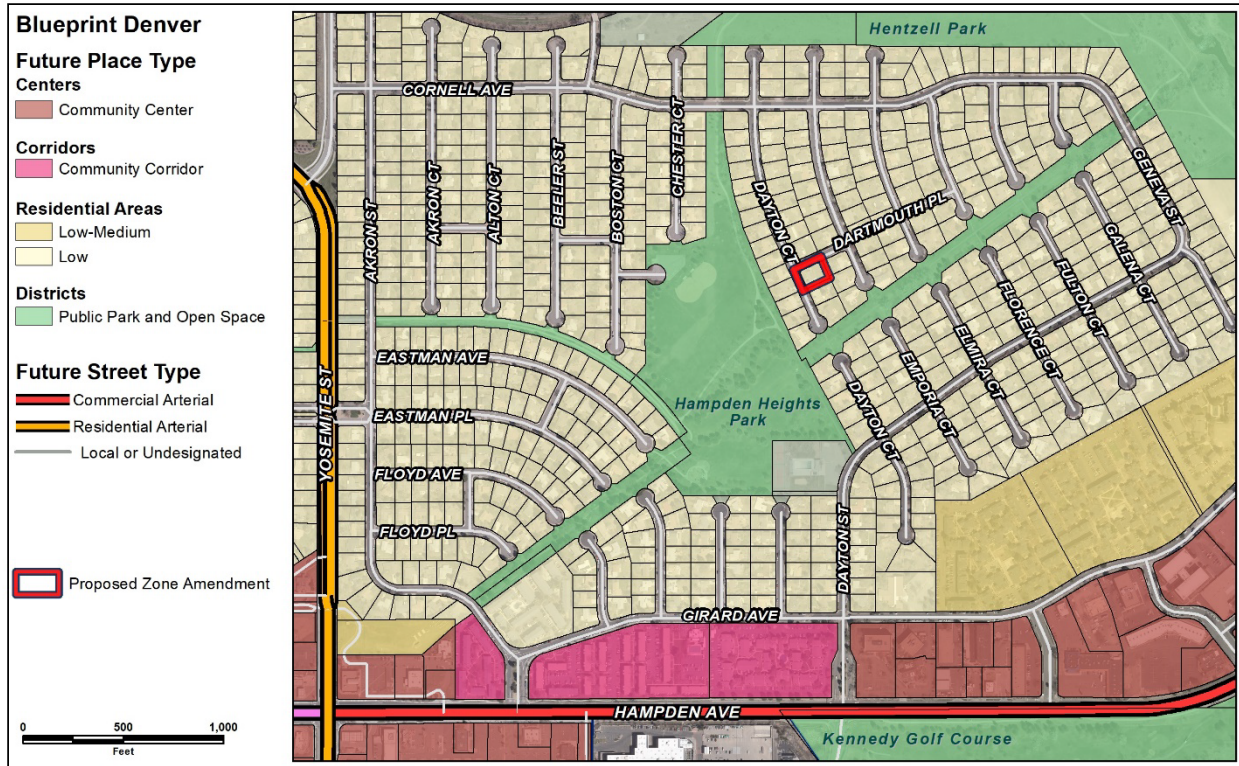 Blueprint Denver
Future Place Type
Centers
Community Center
Corridors
Community Corridor
Residential Areas
Low-Medium
Low
Districts
Public Park and Open Space
Future Street Type
Commercial Arterial
Residential Arterial
Local or Undesignated
Proposed Zone Amendment
0 500 1,000
Feet
Hentzell Park
CORNELL AVE
AKRON ST
AKRON CT
ALTON CT
BEELER ST
BOSTON CT
CHESTER CT
DAYTON CT
DARTMOUTH PL
GENEVA ST
GALENA CT
FULTON CT
FLORENCE CT
ELMIRA CT
EMPORIA CT
DAYTON CT
YOSEMITE ST
EASTMAN AVE
EASTMAN PL
FLOYD AVE
FLOYD PL
Hampden Heights
Park
DAYTON ST
GIRARD AVE
HAMPDEN AVE
Kennedy Golf Course